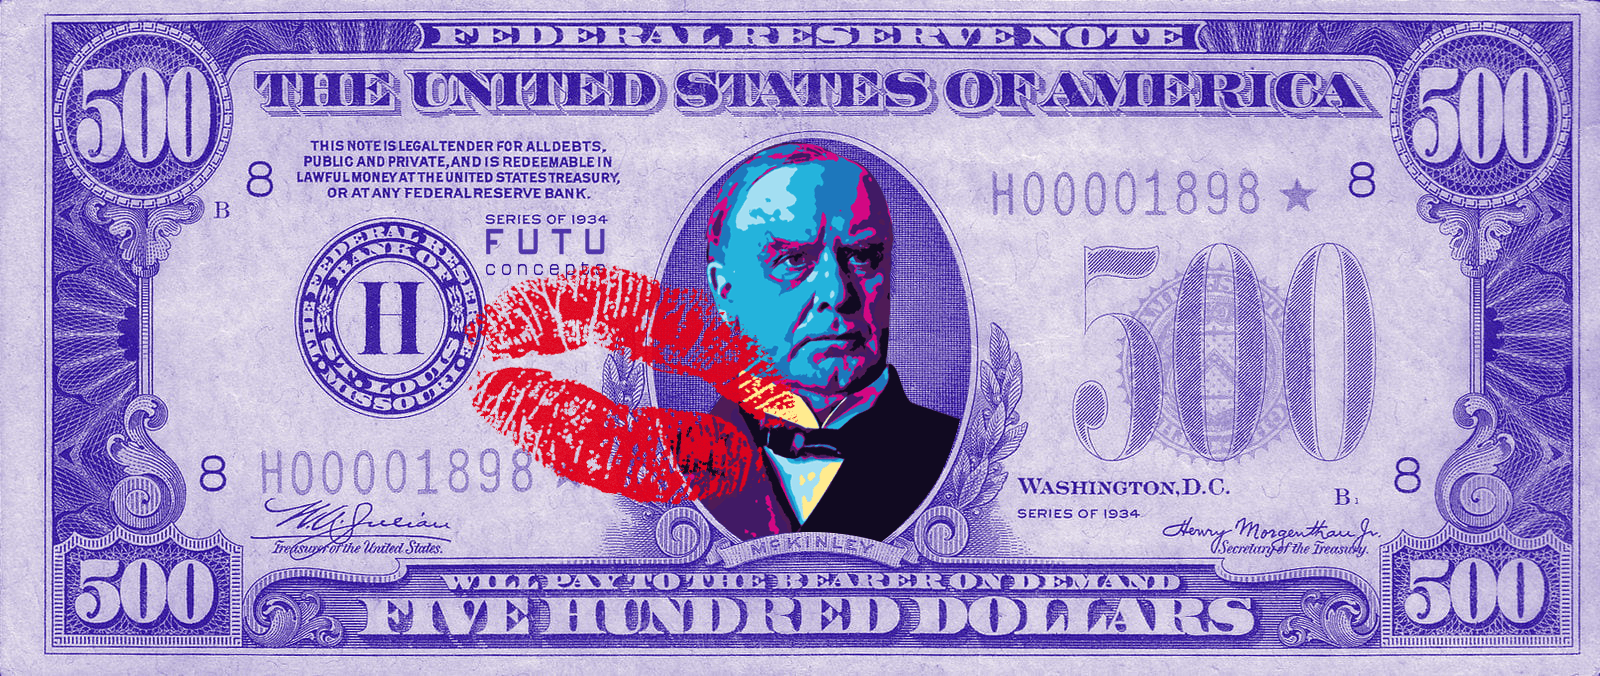 FEDERAL RESERVE NOTE
THE UNITED STATES OF AMERICA
500
500
THIS NOTE IS LEGAL TENDER FOR ALL DEBTS,
PUBLIC AND PRIVATE, AND IS REDEEMABLE IN
LAWFUL MONEY AT THE UNITED STATES TREASURY,
OR AT ANY FEDERAL RESERVE BANK.
8
B
SERIES OF 1934
FUTU
concepts
H00001898 ★
8
FEDERAL RESERVE
BANK OF
H
ST. LOUIS
MISSOURI
500
8
H00001898
W. A. Julian
Treasurer of the United States.
WASHINGTON, D.C.
SERIES OF 1934
B
8
Henry Morgenthau Jr.
Secretary of the Treasury.
MCKINLEY
500
WILL PAY TO THE BEARER ON DEMAND
FIVE HUNDRED DOLLARS
500